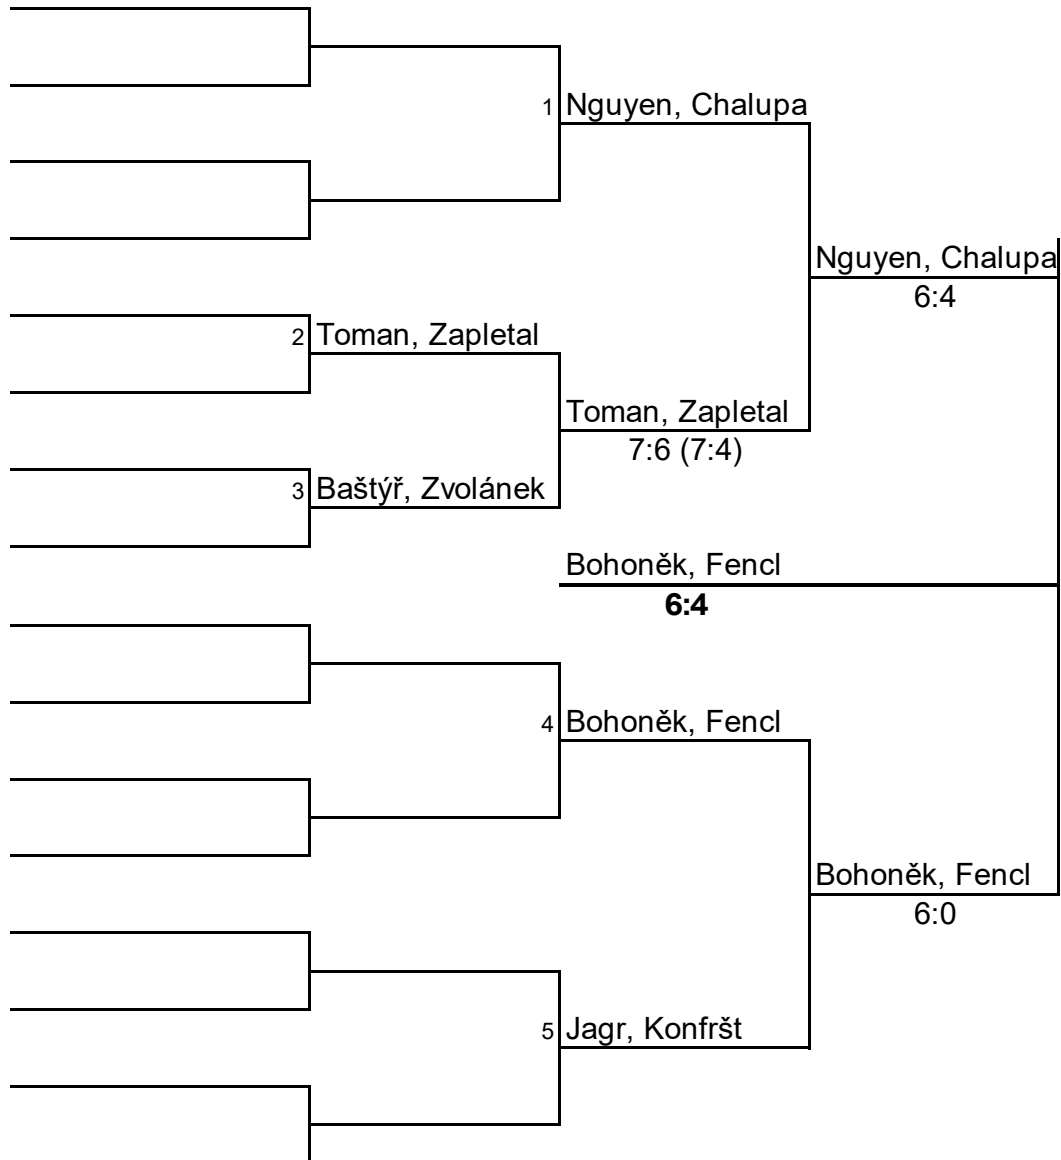 1 Nguyen, Chalupa
Nguyen, Chalupa
6:4
2 Toman, Zapletal
Toman, Zapletal
7:6 (7:4)
3 Baštýř, Zvolánek
Bohoněk, Fencl
6:4
4 Bohoněk, Fencl
Bohoněk, Fencl
6:0
5 Jagr, Konfršt